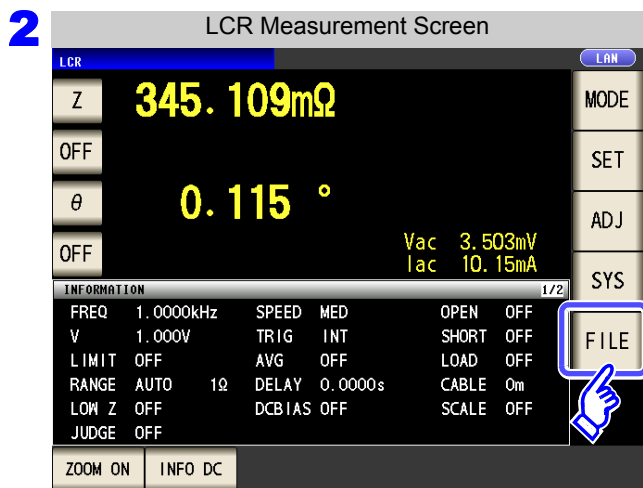 2
LCR Measurement Screen
LCR
LAN
Z
345.109mΩ
MODE
OFF
SET
θ
0.115 °
ADJ
OFF
Vac 3.503mV
Iac 10.15mA
SYS
INFORMATION 1/2
FREQ 1.0000kHz SPEED MED OPEN OFF
V 1.000V TRIG INT SHORT OFF
FILE
LIMIT OFF AVG OFF LOAD OFF
RANGE AUTO 1Ω DELAY 0.0000s CABLE 0m
LOW Z OFF DCBIAS OFF SCALE OFF
JUDGE OFF
ZOOM ON INFO DC